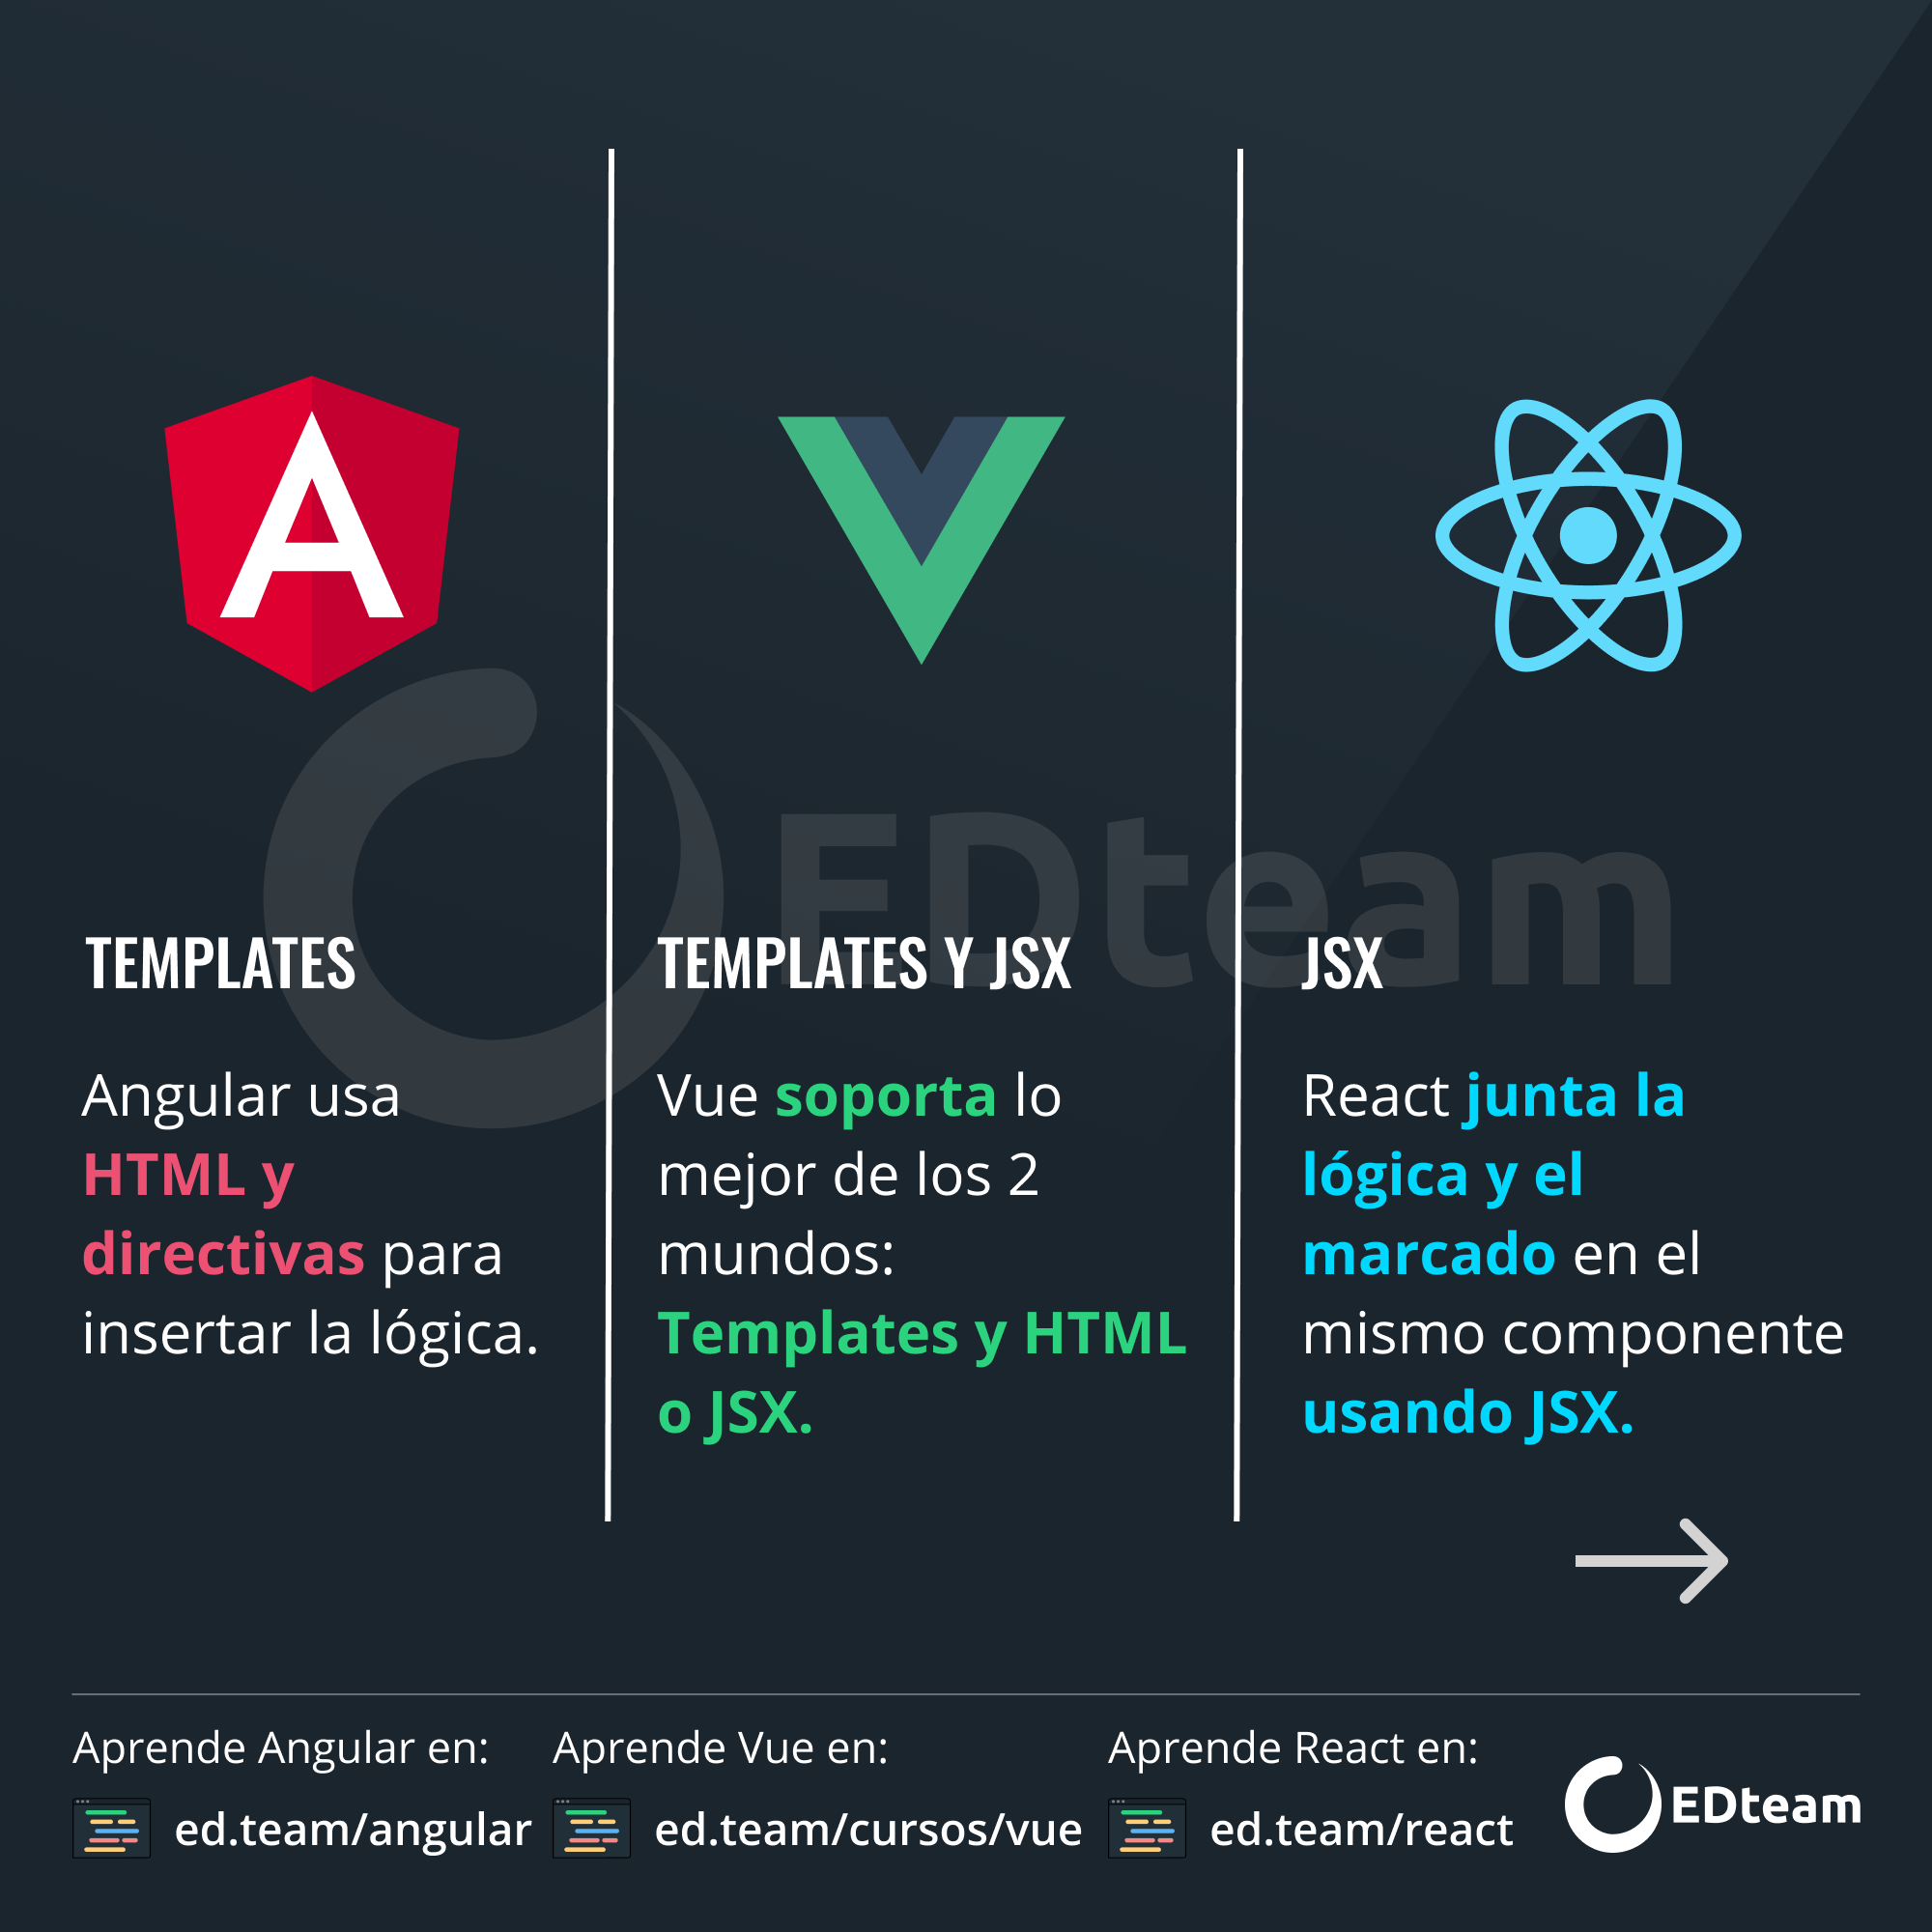 EDteam
TEMPLATES
Angular usa
HTML y
directivas para
insertar la lógica.
TEMPLATES Y JSX
Vue soporta lo
mejor de los 2
mundos:
Templates y HTML
o JSX.
JSX
React junta la
lógica y el
marcado en el
mismo componente
usando JSX.
Aprende Angular en:
ed.team/angular
Aprende Vue en:
ed.team/cursos/vue
Aprende React en:
ed.team/react
EDteam